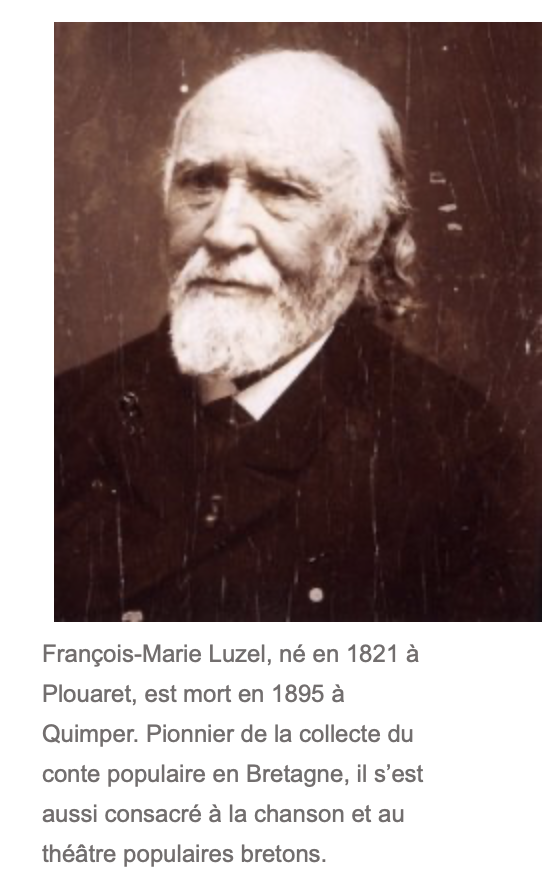 François-Marie Luzel, né en 1821 à
Plouaret, est mort en 1895 à
Quimper. Pionnier de la collecte du
conte populaire en Bretagne, il s’est
aussi consacré à la chanson et au
théâtre populaires bretons.